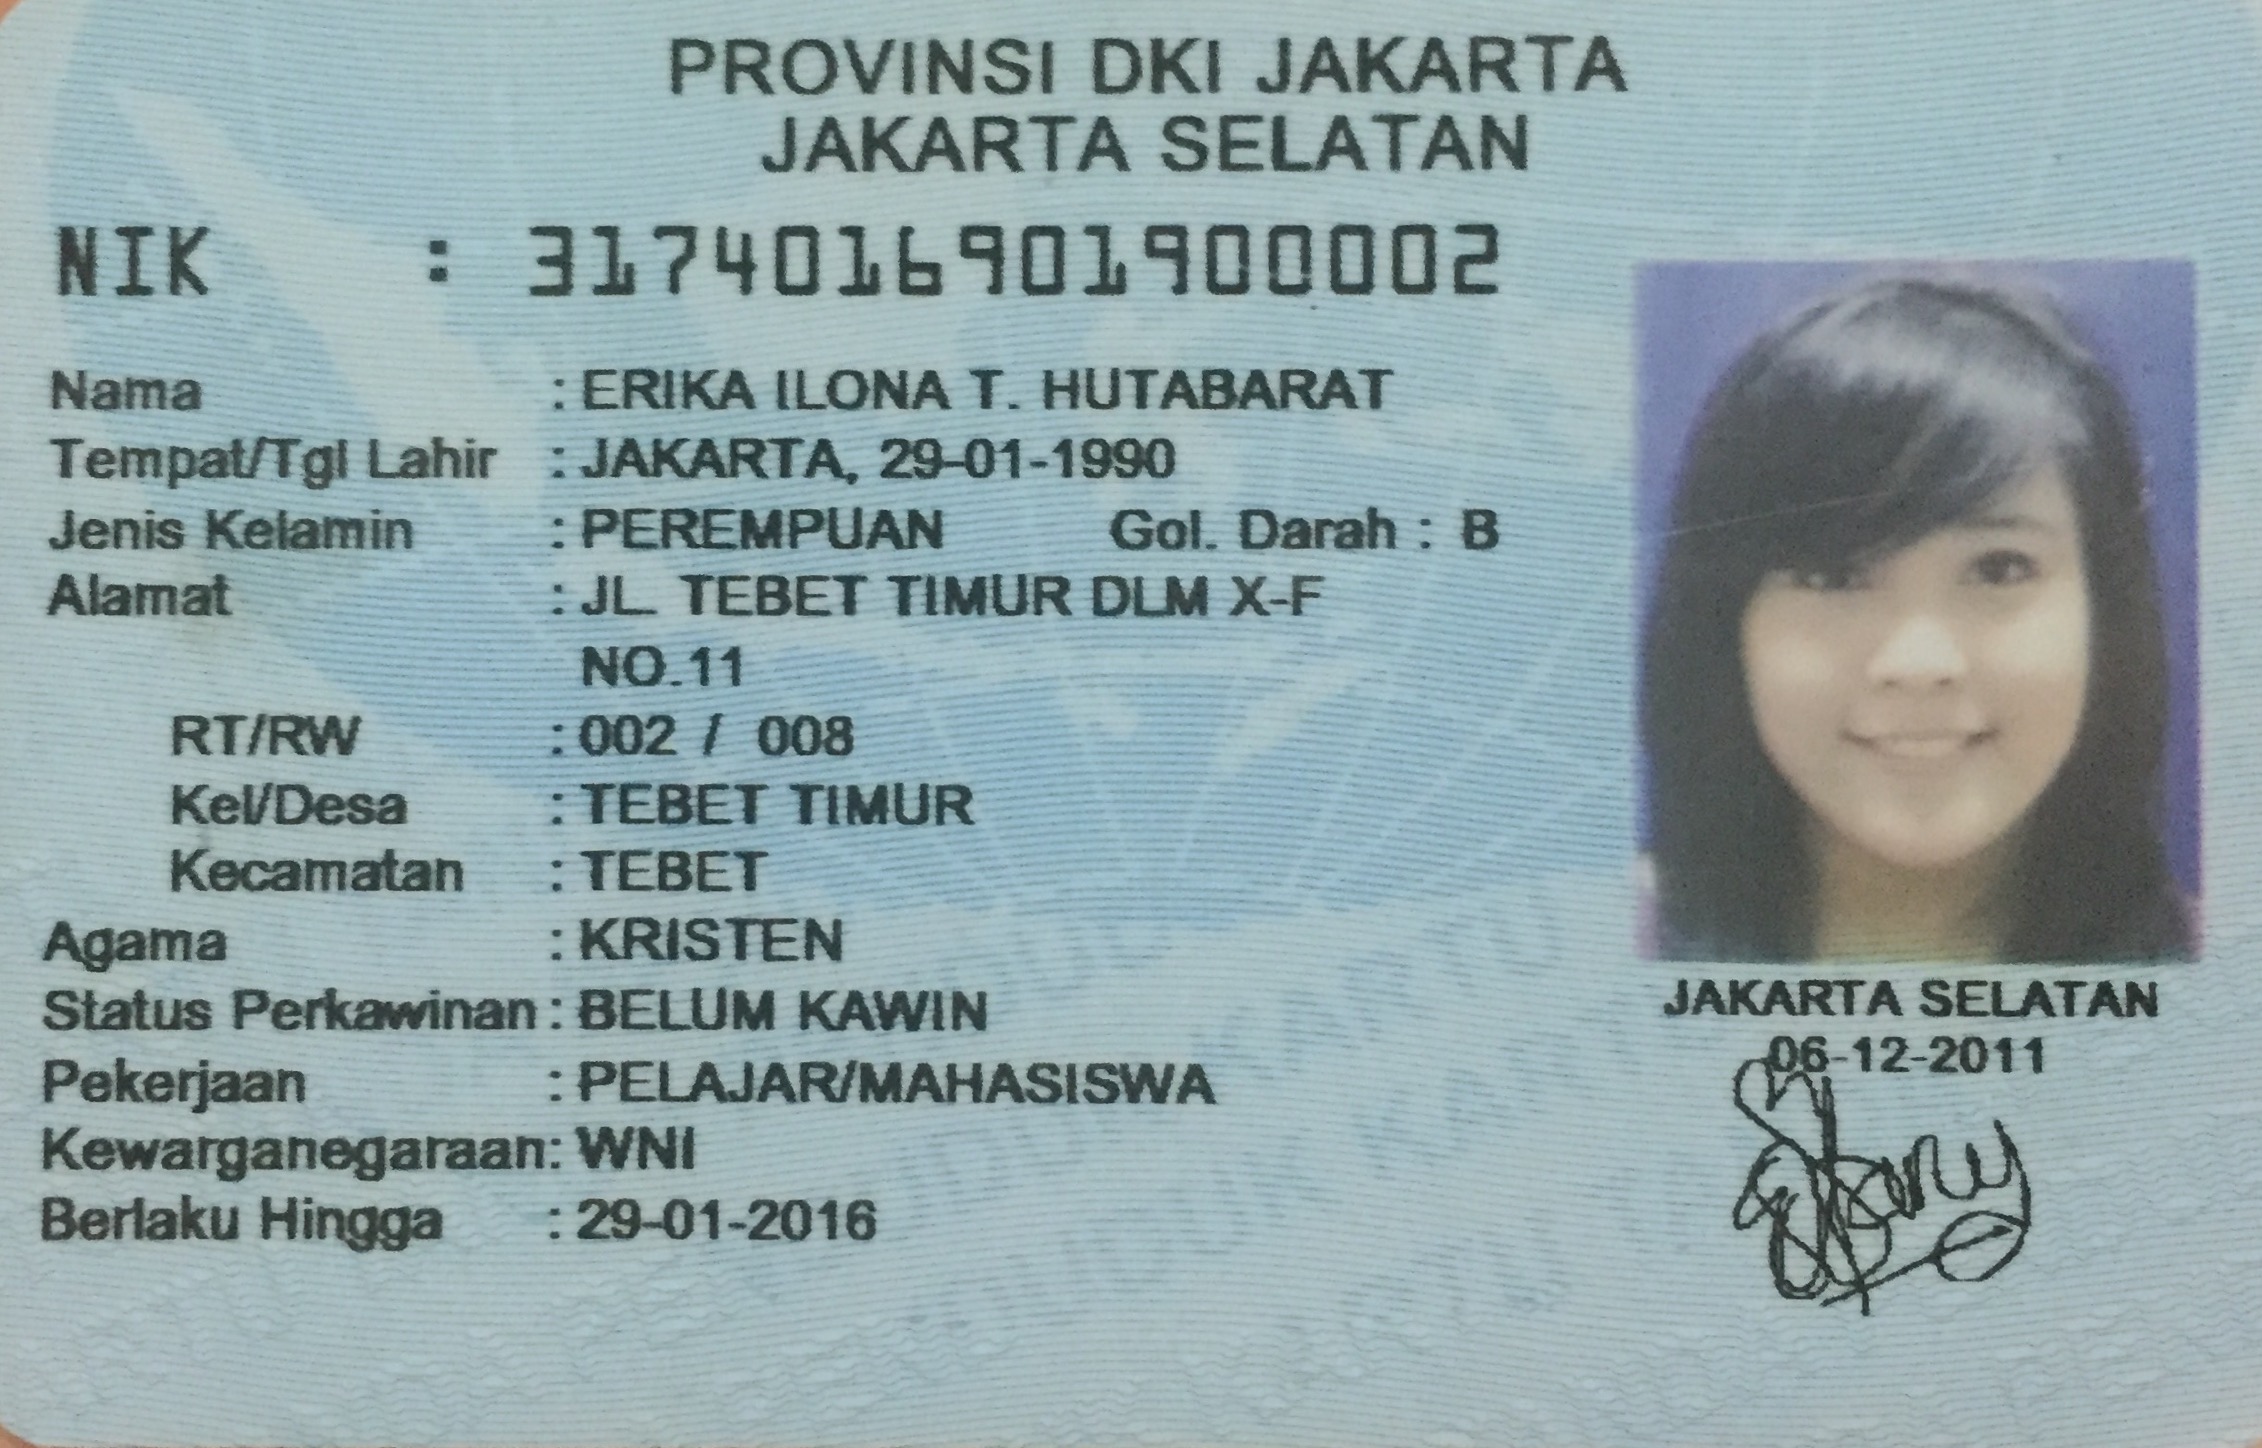 PROVINSI DKI JAKARTA
JAKARTA SELATAN
NIK : 3174016901900002
Nama : ERIKA ILONA T. HUTABARAT
Tempat/Tgl Lahir : JAKARTA, 29-01-1990
Jenis Kelamin : PEREMPUAN Gol. Darah : B
Alamat : JL. TEBET TIMUR DLM X-F
NO.11
RT/RW : 002 / 008
Kel/Desa : TEBET TIMUR
Kecamatan : TEBET
Agama : KRISTEN
Status Perkawinan : BELUM KAWIN
Pekerjaan : PELAJAR/MAHASISWA
Kewarganegaraan : WNI
Berlaku Hingga : 29-01-2016
JAKARTA SELATAN
06-12-2011